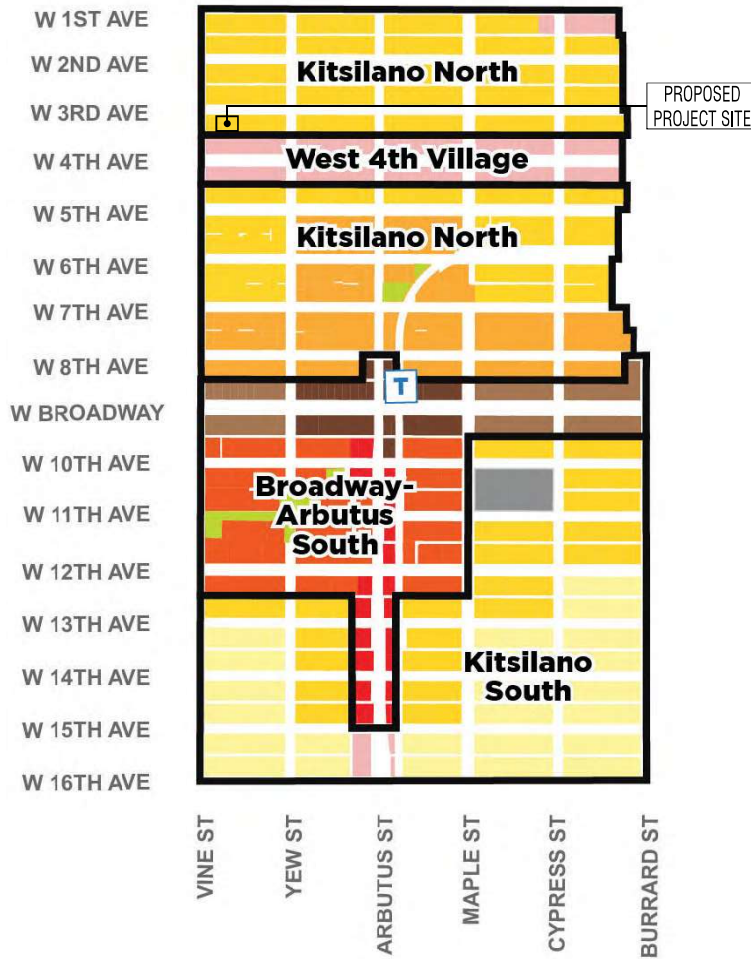 W 1ST AVE
W 2ND AVE
Kitsilano North
W 3RD AVE
PROPOSED
PROJECT SITE
W 4TH AVE
West 4th Village
W 5TH AVE
Kitsilano North
W 6TH AVE
W 7TH AVE
W 8TH AVE
T
W BROADWAY
W 10TH AVE
Broadway-
Arbutus
South
W 11TH AVE
W 12TH AVE
W 13TH AVE
Kitsilano
South
W 14TH AVE
W 15TH AVE
W 16TH AVE
VINE ST
YEW ST
ARBUTUS ST
MAPLE ST
CYPRESS ST
BURRARD ST